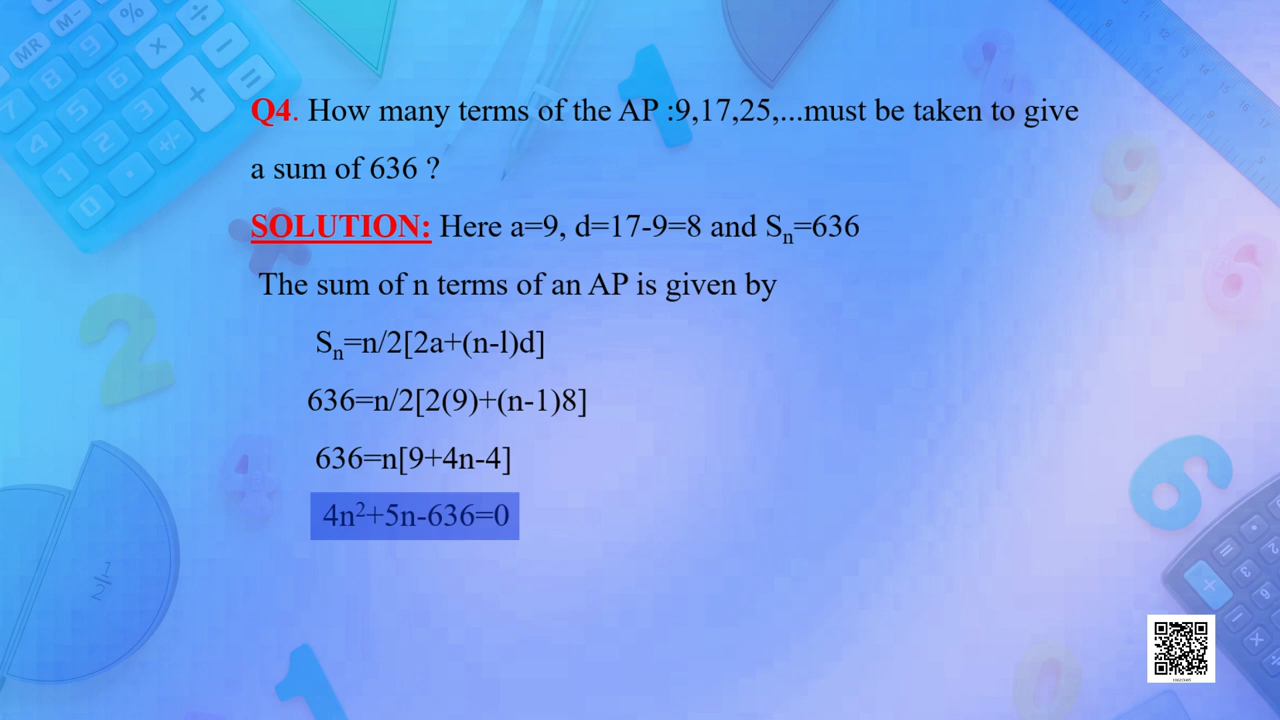 Q4. How many terms of the AP :9,17,25,...must be taken to give
a sum of 636 ?
SOLUTION: Here a=9, d=17-9=8 and Sₙ=636
The sum of n terms of an AP is given by
Sₙ=n/2[2a+(n-l)d]
636=n/2[2(9)+(n-1)8]
636=n[9+4n-4]
4n²+5n-636=0